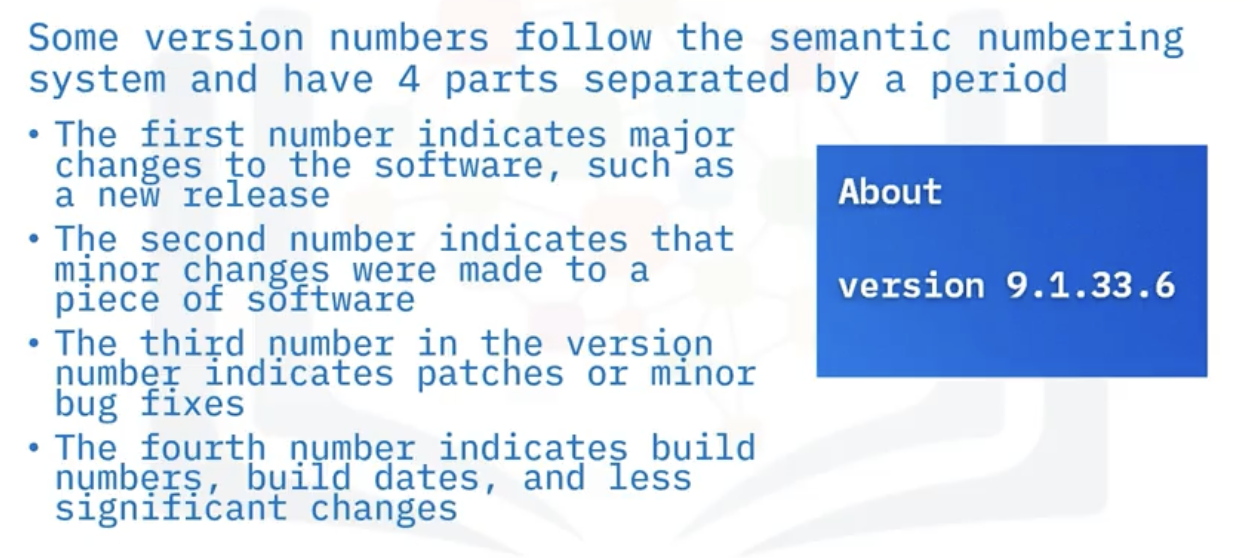 Some version numbers follow the semantic numbering
system and have 4 parts separated by a period
• The first number indicates major
changes to the software, such as
a new release
• The second number indicates that
minor changes were made to a
piece of software
• The third number in the version
number indicates patches or minor
bug fixes
• The fourth number indicates build
numbers, build dates, and less
significant changes
About
version 9.1.33.6